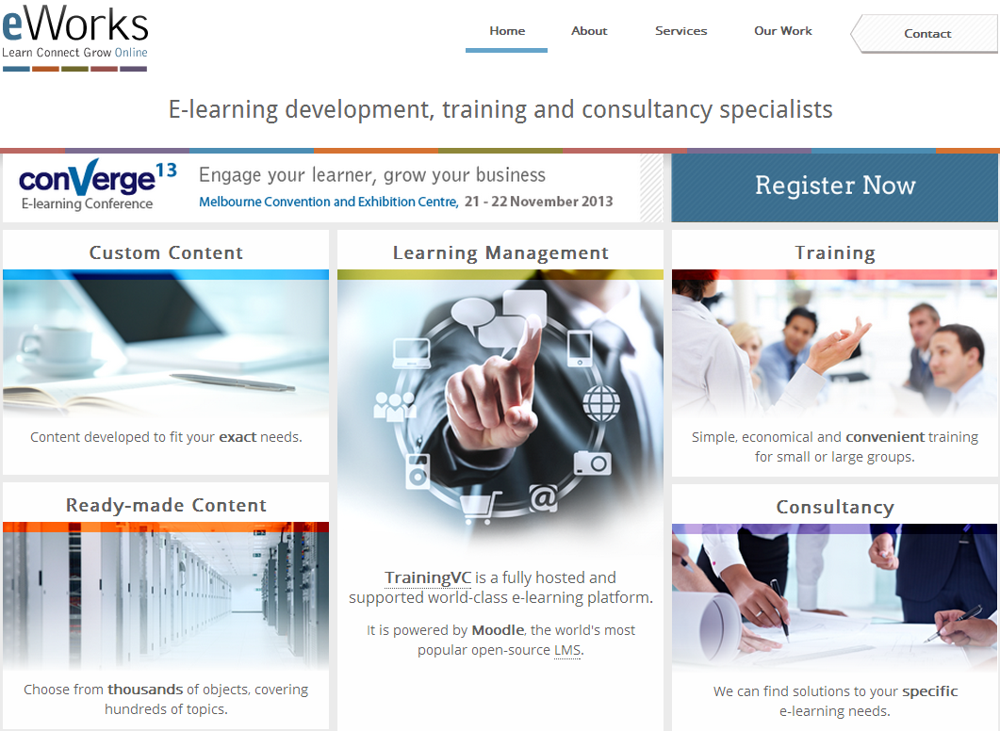 eWorks
Learn Connect Grow Online
Home
About
Services
Our Work
Contact
E-learning development, training and consultancy specialists
conVerge13
E-learning Conference
Engage your learner, grow your business
Melbourne Convention and Exhibition Centre, 21 - 22 November 2013
Register Now
Custom Content
Content developed to fit your exact needs.
Ready-made Content
Choose from thousands of objects, covering
hundreds of topics.
Learning Management
@
TrainingVC is a fully hosted and
supported world-class e-learning platform.
It is powered by Moodle, the world's most
popular open-source LMS.
Training
Simple, economical and convenient training
for small or large groups.
Consultancy
We can find solutions to your specific
e-learning needs.